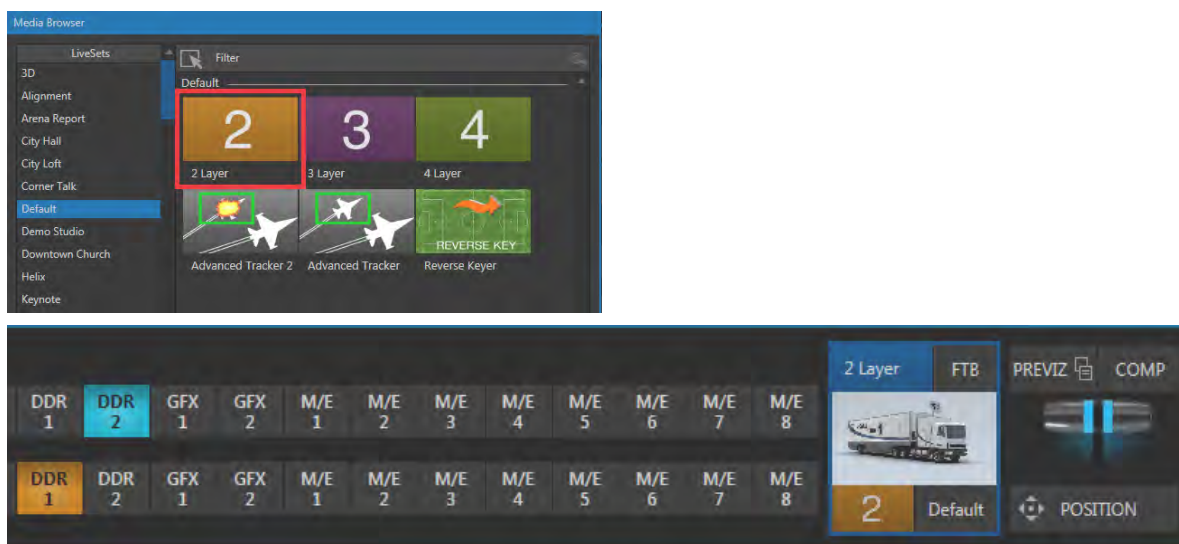 Media Browser
LiveSets
3D
Alignment
Arena Report
City Hall
City Loft
Corner Talk
Default
Demo Studio
Downtown Church
Helix
Keynote
Filter
Default
2 3 4
2 Layer 3 Layer 4 Layer
REVERSE KEY
Advanced Tracker 2 Advanced Tracker Reverse Keyer
2 Layer FTB PREVIZ COMP
DDR 1 DDR 2 GFX 1 GFX 2 M/E 1 M/E 2 M/E 3 M/E 4 M/E 5 M/E 6 M/E 7 M/E 8
DDR 1 DDR 2 GFX 1 GFX 2 M/E 1 M/E 2 M/E 3 M/E 4 M/E 5 M/E 6 M/E 7 M/E 8
2 Default POSITION